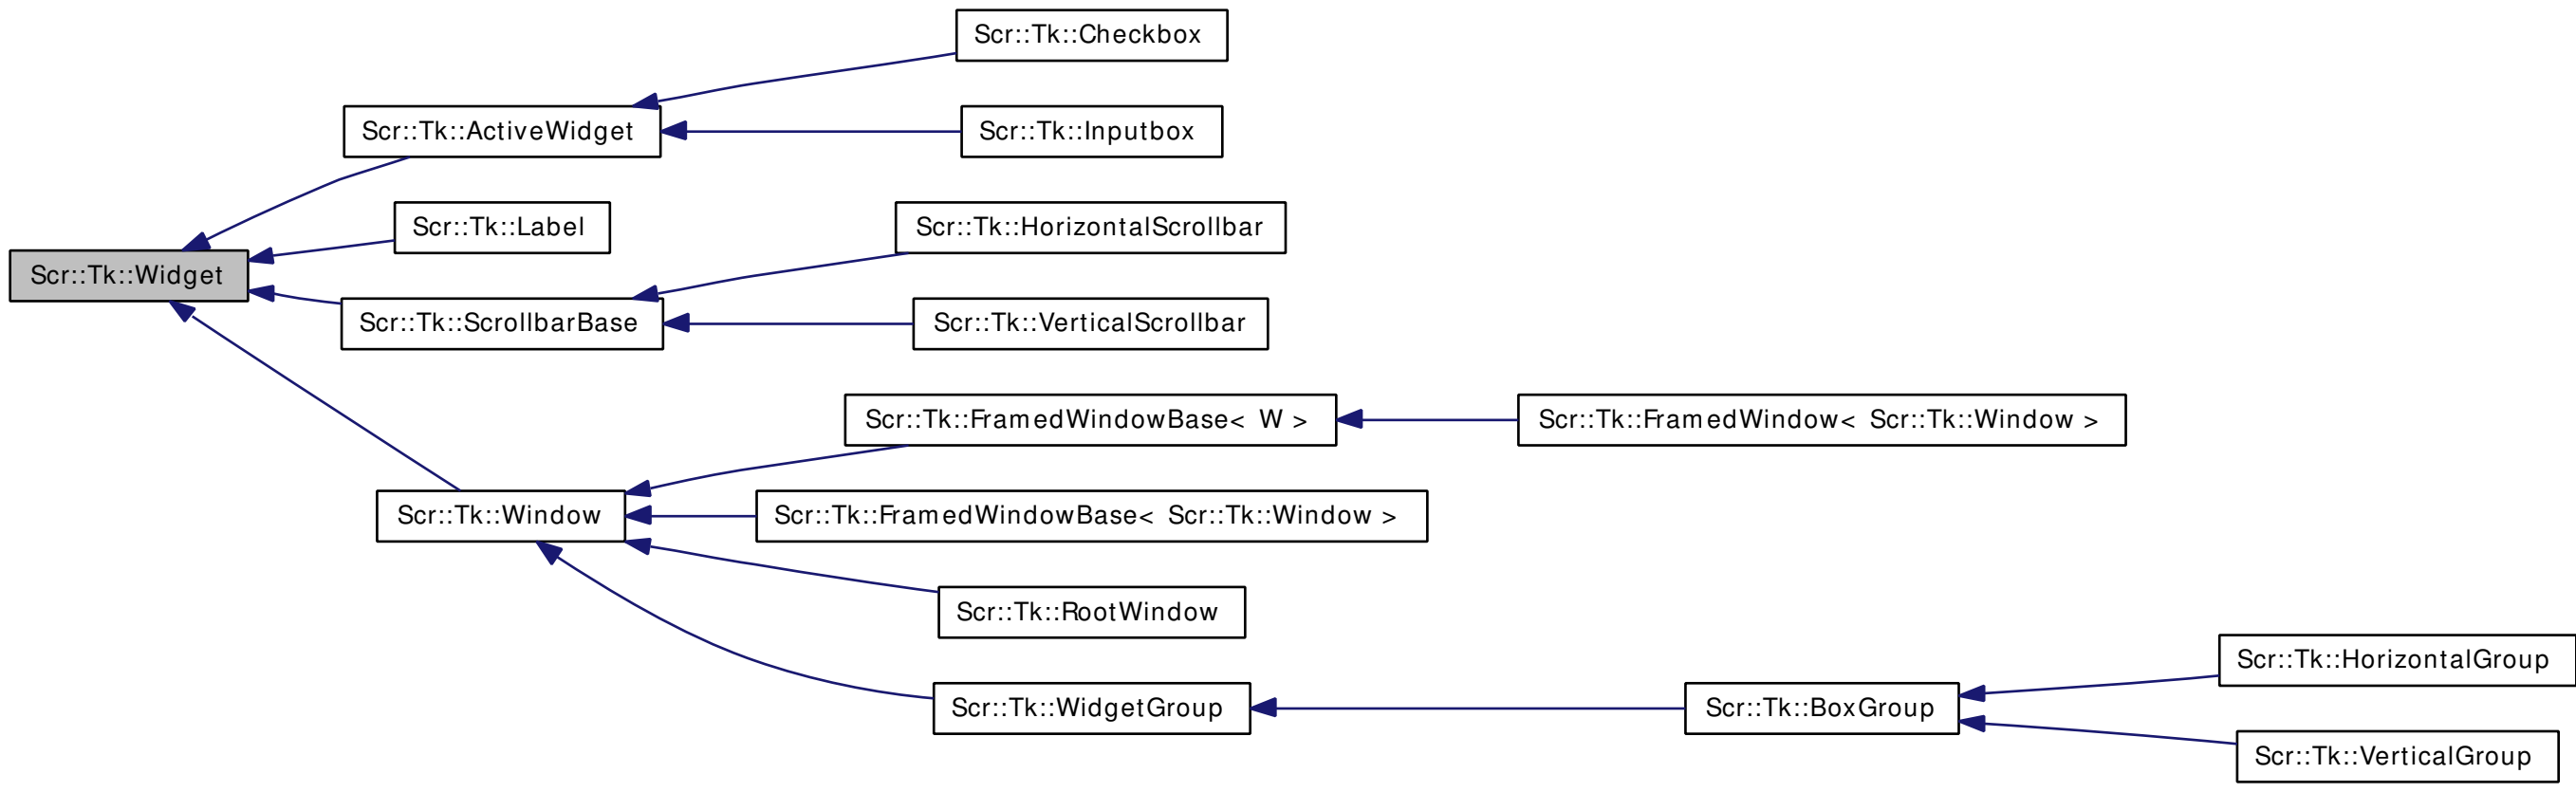 Scr::Tk::Checkbox
Scr::Tk::ActiveWidget
Scr::Tk::Inputbox
Scr::Tk::Label
Scr::Tk::HorizontalScrollbar
Scr::Tk::Widget
Scr::Tk::ScrollbarBase
Scr::Tk::VerticalScrollbar
Scr::Tk::FramedWindowBase< W >
Scr::Tk::FramedWindow< Scr::Tk::Window >
Scr::Tk::Window
Scr::Tk::FramedWindowBase< Scr::Tk::Window >
Scr::Tk::RootWindow
Scr::Tk::HorizontalGroup
Scr::Tk::WidgetGroup
Scr::Tk::BoxGroup
Scr::Tk::VerticalGroup